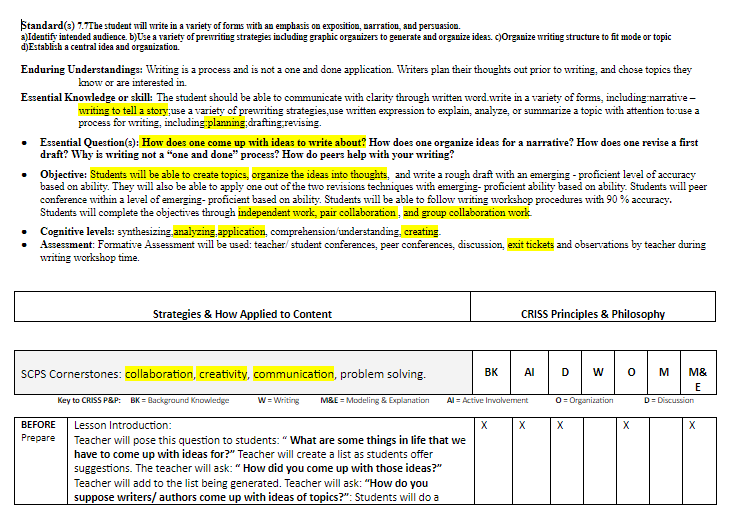 Standard(s) 7.7The student will write in a variety of forms with an emphasis on exposition, narration, and persuasion.
a)Identify intended audience. b)Use a variety of prewriting strategies including graphic organizers to generate and organize ideas. c)Organize writing structure to fit mode or topic
d)Establish a central idea and organization.
Enduring Understandings: Writing is a process and is not a one and done application. Writers plan their thoughts out prior to writing, and chose topics they
know or are interested in.
Essential Knowledge or skill: The student should be able to communicate with clarity through written word.write in a variety of forms, including:narrative –
writing to tell a story;use a variety of prewriting strategies,use written expression to explain, analyze, or summarize a topic with attention to:use a
process for writing, including:planning;drafting;revising.
• Essential Question(s): How does one come up with ideas to write about? How does one organize ideas for a narrative? How does one revise a first
draft? Why is writing not a “one and done” process? How do peers help with your writing?
• Objective: Students will be able to create topics, organize the ideas into thoughts, and write a rough draft with an emerging - proficient level of accuracy
based on ability. They will also be able to apply one out of the two revisions techniques with emerging- proficient ability based on ability. Students will peer
conference within a level of emerging- proficient based on ability. Students will be able to follow writing workshop procedures with 90 % accuracy.
Students will complete the objectives through independent work, pair collaboration , and group collaboration work.
• Cognitive levels: synthesizing,analyzing,application, comprehension/understanding, creating.
• Assessment: Formative Assessment will be used: teacher/ student conferences, peer conferences, discussion, exit tickets and observations by teacher during
writing workshop time.
Strategies & How Applied to Content CRISS Principles & Philosophy
SCPS Cornerstones: collaboration, creativity, communication, problem solving. BK AI D W O M M&
E
Key to CRISS P&P: BK = Background Knowledge W = Writing M&E = Modeling & Explanation AI = Active Involvement O = Organization D = Discussion
BEFORE Lesson Introduction: X X X X X
Prepare Teacher will pose this question to students: “ What are some things in life that we
have to come up with ideas for?” Teacher will create a list as students offer
suggestions. The teacher will ask: “ How did you come up with those ideas?”
Teacher will add to the list being generated. Teacher will ask: “How do you
suppose writers/ authors come up with ideas of topics?”: Students will do a